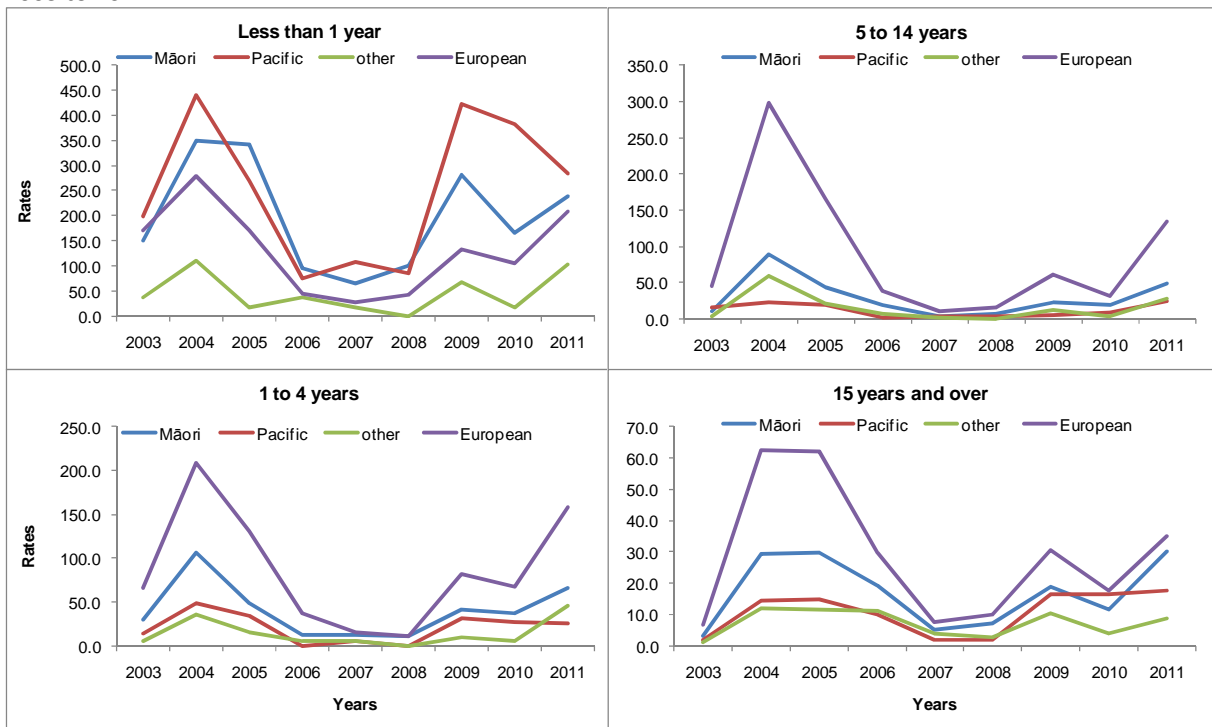 Less than 1 year
Māori Pacific other European
500.0
450.0
400.0
350.0
300.0
250.0
200.0
150.0
100.0
50.0
0.0
Rates
2003 2004 2005 2006 2007 2008 2009 2010 2011
5 to 14 years
Māori Pacific other European
350.0
300.0
250.0
200.0
150.0
100.0
50.0
0.0
2003 2004 2005 2006 2007 2008 2009 2010 2011
1 to 4 years
Māori Pacific other European
250.0
200.0
150.0
100.0
50.0
0.0
Rates
2003 2004 2005 2006 2007 2008 2009 2010 2011
Years
15 years and over
Māori Pacific other European
70.0
60.0
50.0
40.0
30.0
20.0
10.0
0.0
2003 2004 2005 2006 2007 2008 2009 2010 2011
Years